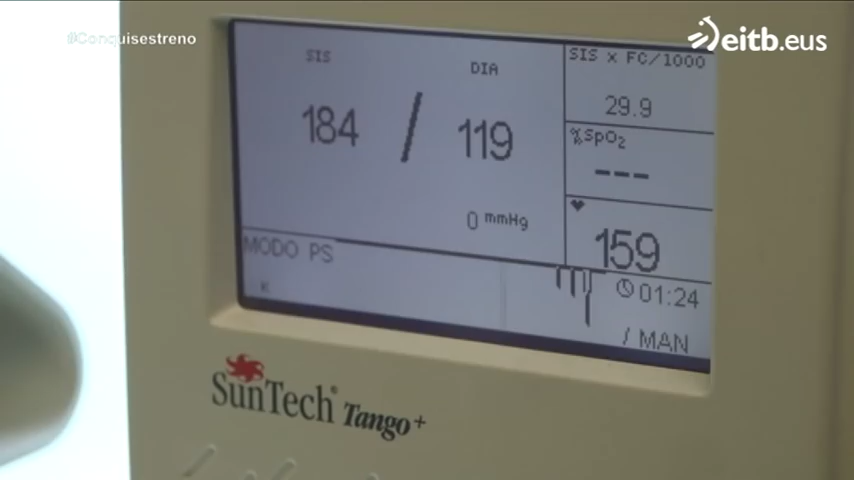 #Conquisestreno
eitb.eus
SIS
DIA
184 / 119
0 mmHg
SIS x FC/1000
29.9
%SpO2
---
♥
159
MODO PS
K
01:24
/ MAN
SunTech® Tango+